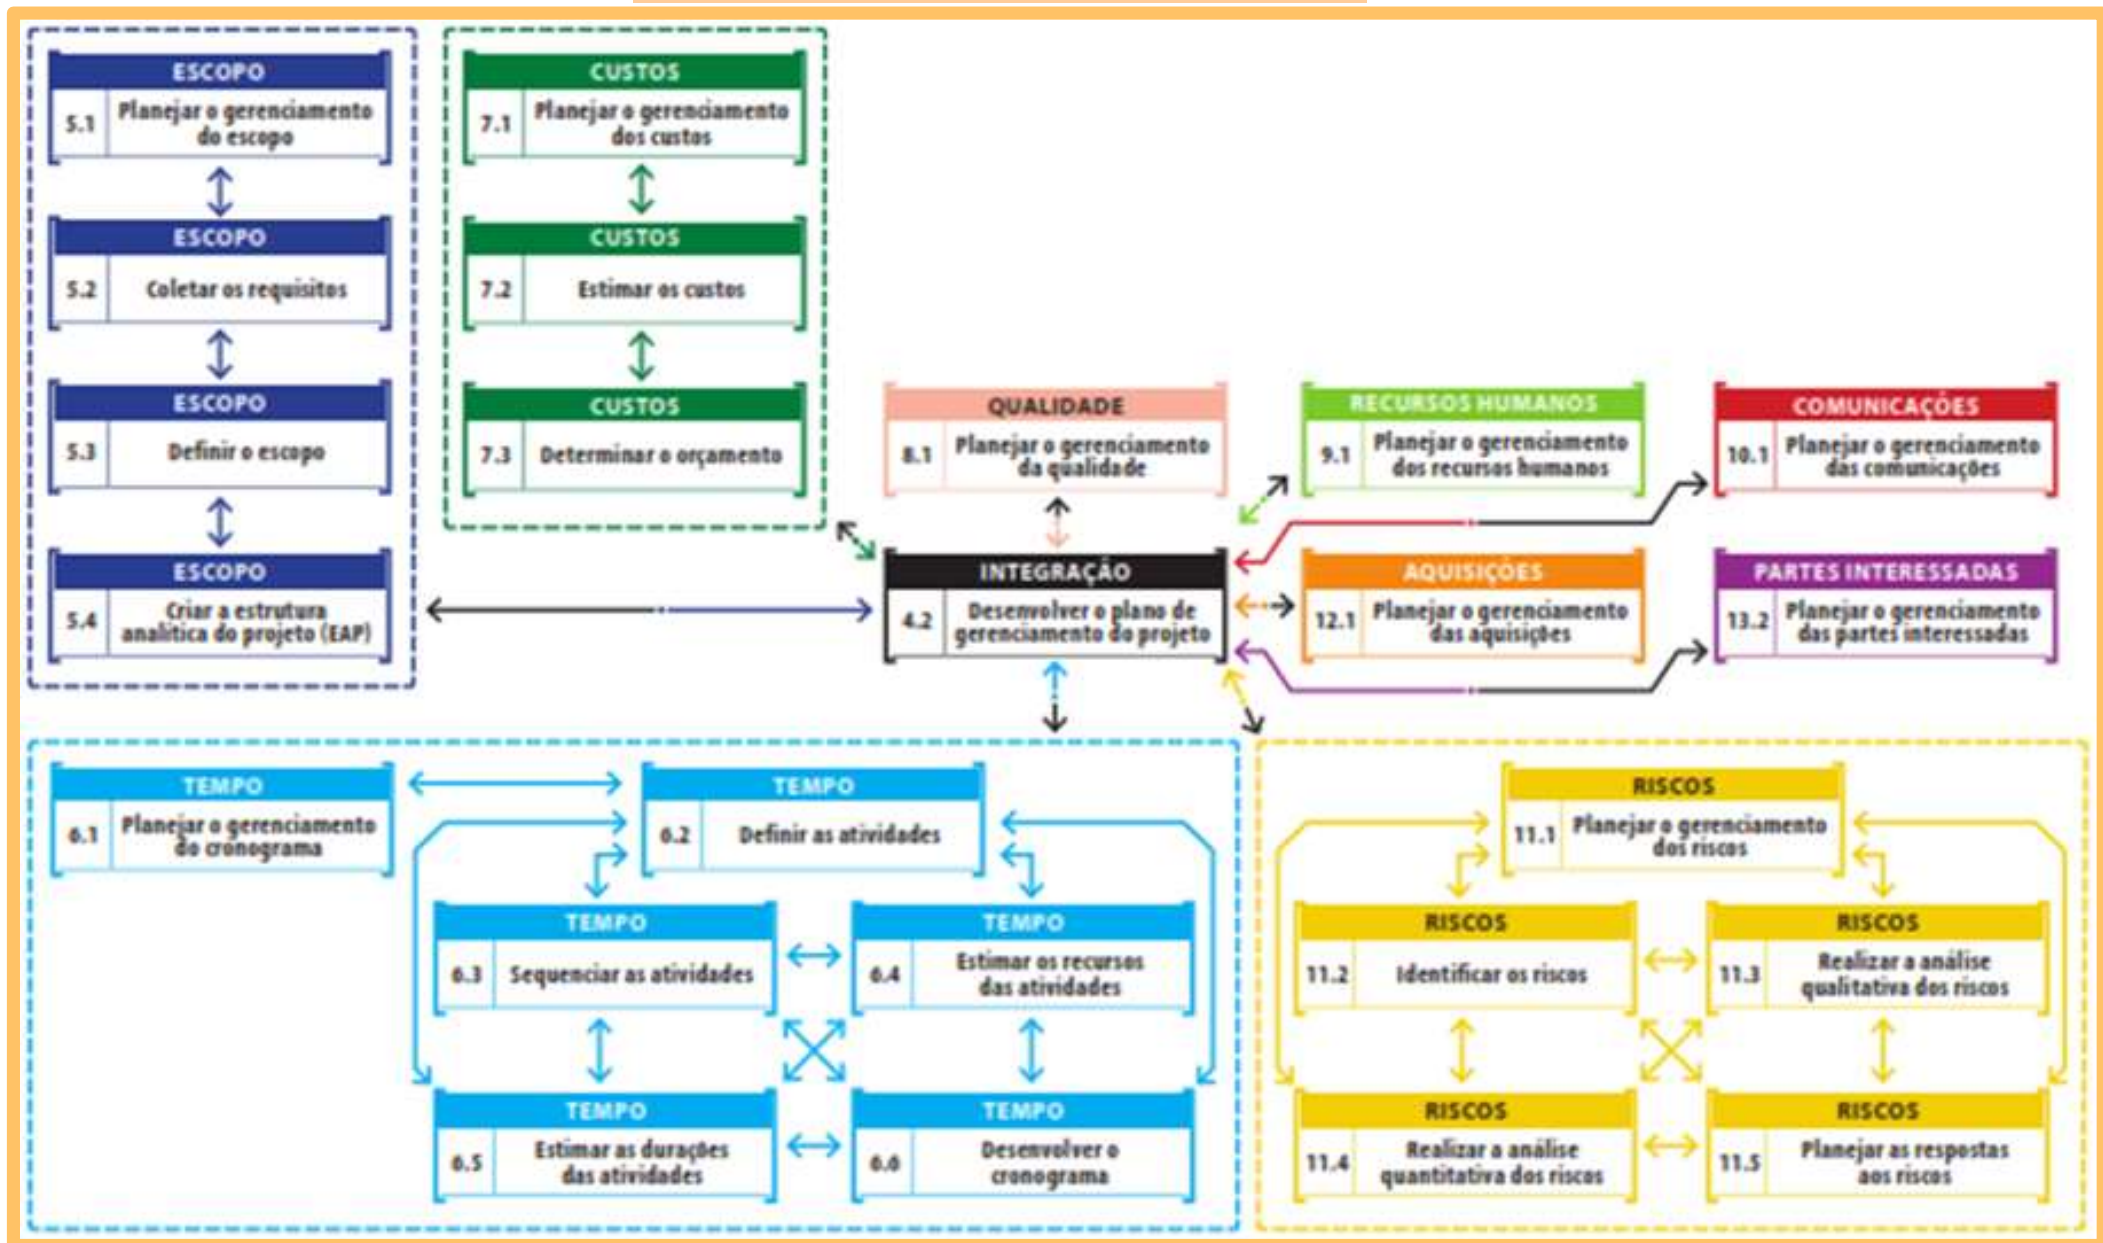 ESCOPO
5.1
Planejar o gerenciamento
do escopo
ESCOPO
5.2
Coletar os requisitos
ESCOPO
5.3
Definir o escopo
ESCOPO
5.4
Criar a estrutura
analítica do projeto (EAP)
CUSTOS
7.1
Planejar o gerenciamento
dos custos
CUSTOS
7.2
Estimar os custos
CUSTOS
7.3
Determinar o orçamento
QUALIDADE
8.1
Planejar o gerenciamento
da qualidade
RECURSOS HUMANOS
9.1
Planejar o gerenciamento
dos recursos humanos
COMUNICAÇÕES
10.1
Planejar o gerenciamento
das comunicações
INTEGRAÇÃO
4.2
Desenvolver o plano de
gerenciamento do projeto
AQUISIÇÕES
12.1
Planejar o gerenciamento
das aquisições
PARTES INTERESSADAS
13.2
Planejar o gerenciamento
das partes interessadas
TEMPO
6.1
Planejar o gerenciamento
do cronograma
TEMPO
6.2
Definir as atividades
TEMPO
6.3
Sequenciar as atividades
TEMPO
6.4
Estimar os recursos
das atividades
TEMPO
6.5
Estimar as durações
das atividades
TEMPO
6.6
Desenvolver o
cronograma
RISCOS
11.1
Planejar o gerenciamento
dos riscos
RISCOS
11.2
Identificar os riscos
RISCOS
11.3
Realizar a análise
qualitativa dos riscos
RISCOS
11.4
Realizar a análise
quantitativa dos riscos
RISCOS
11.5
Planejar as respostas
aos riscos